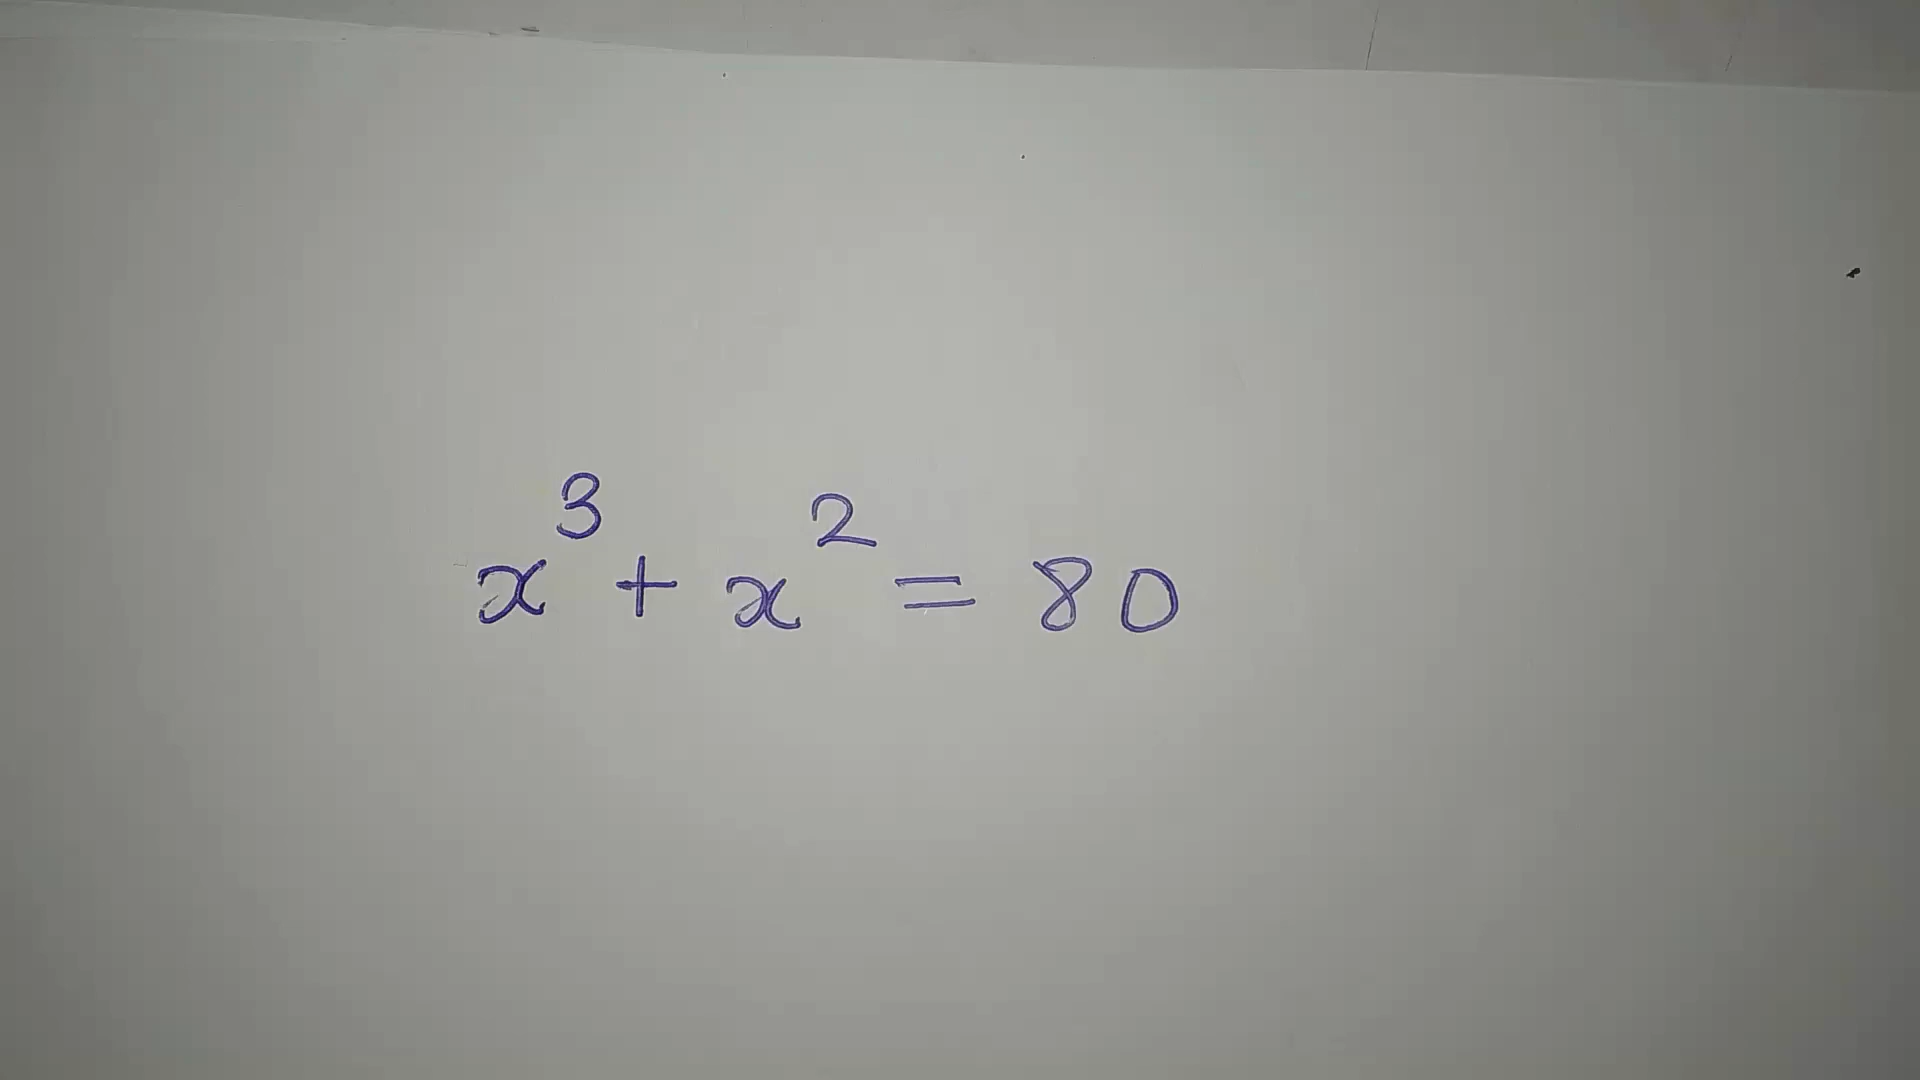 x³ + x² = 80